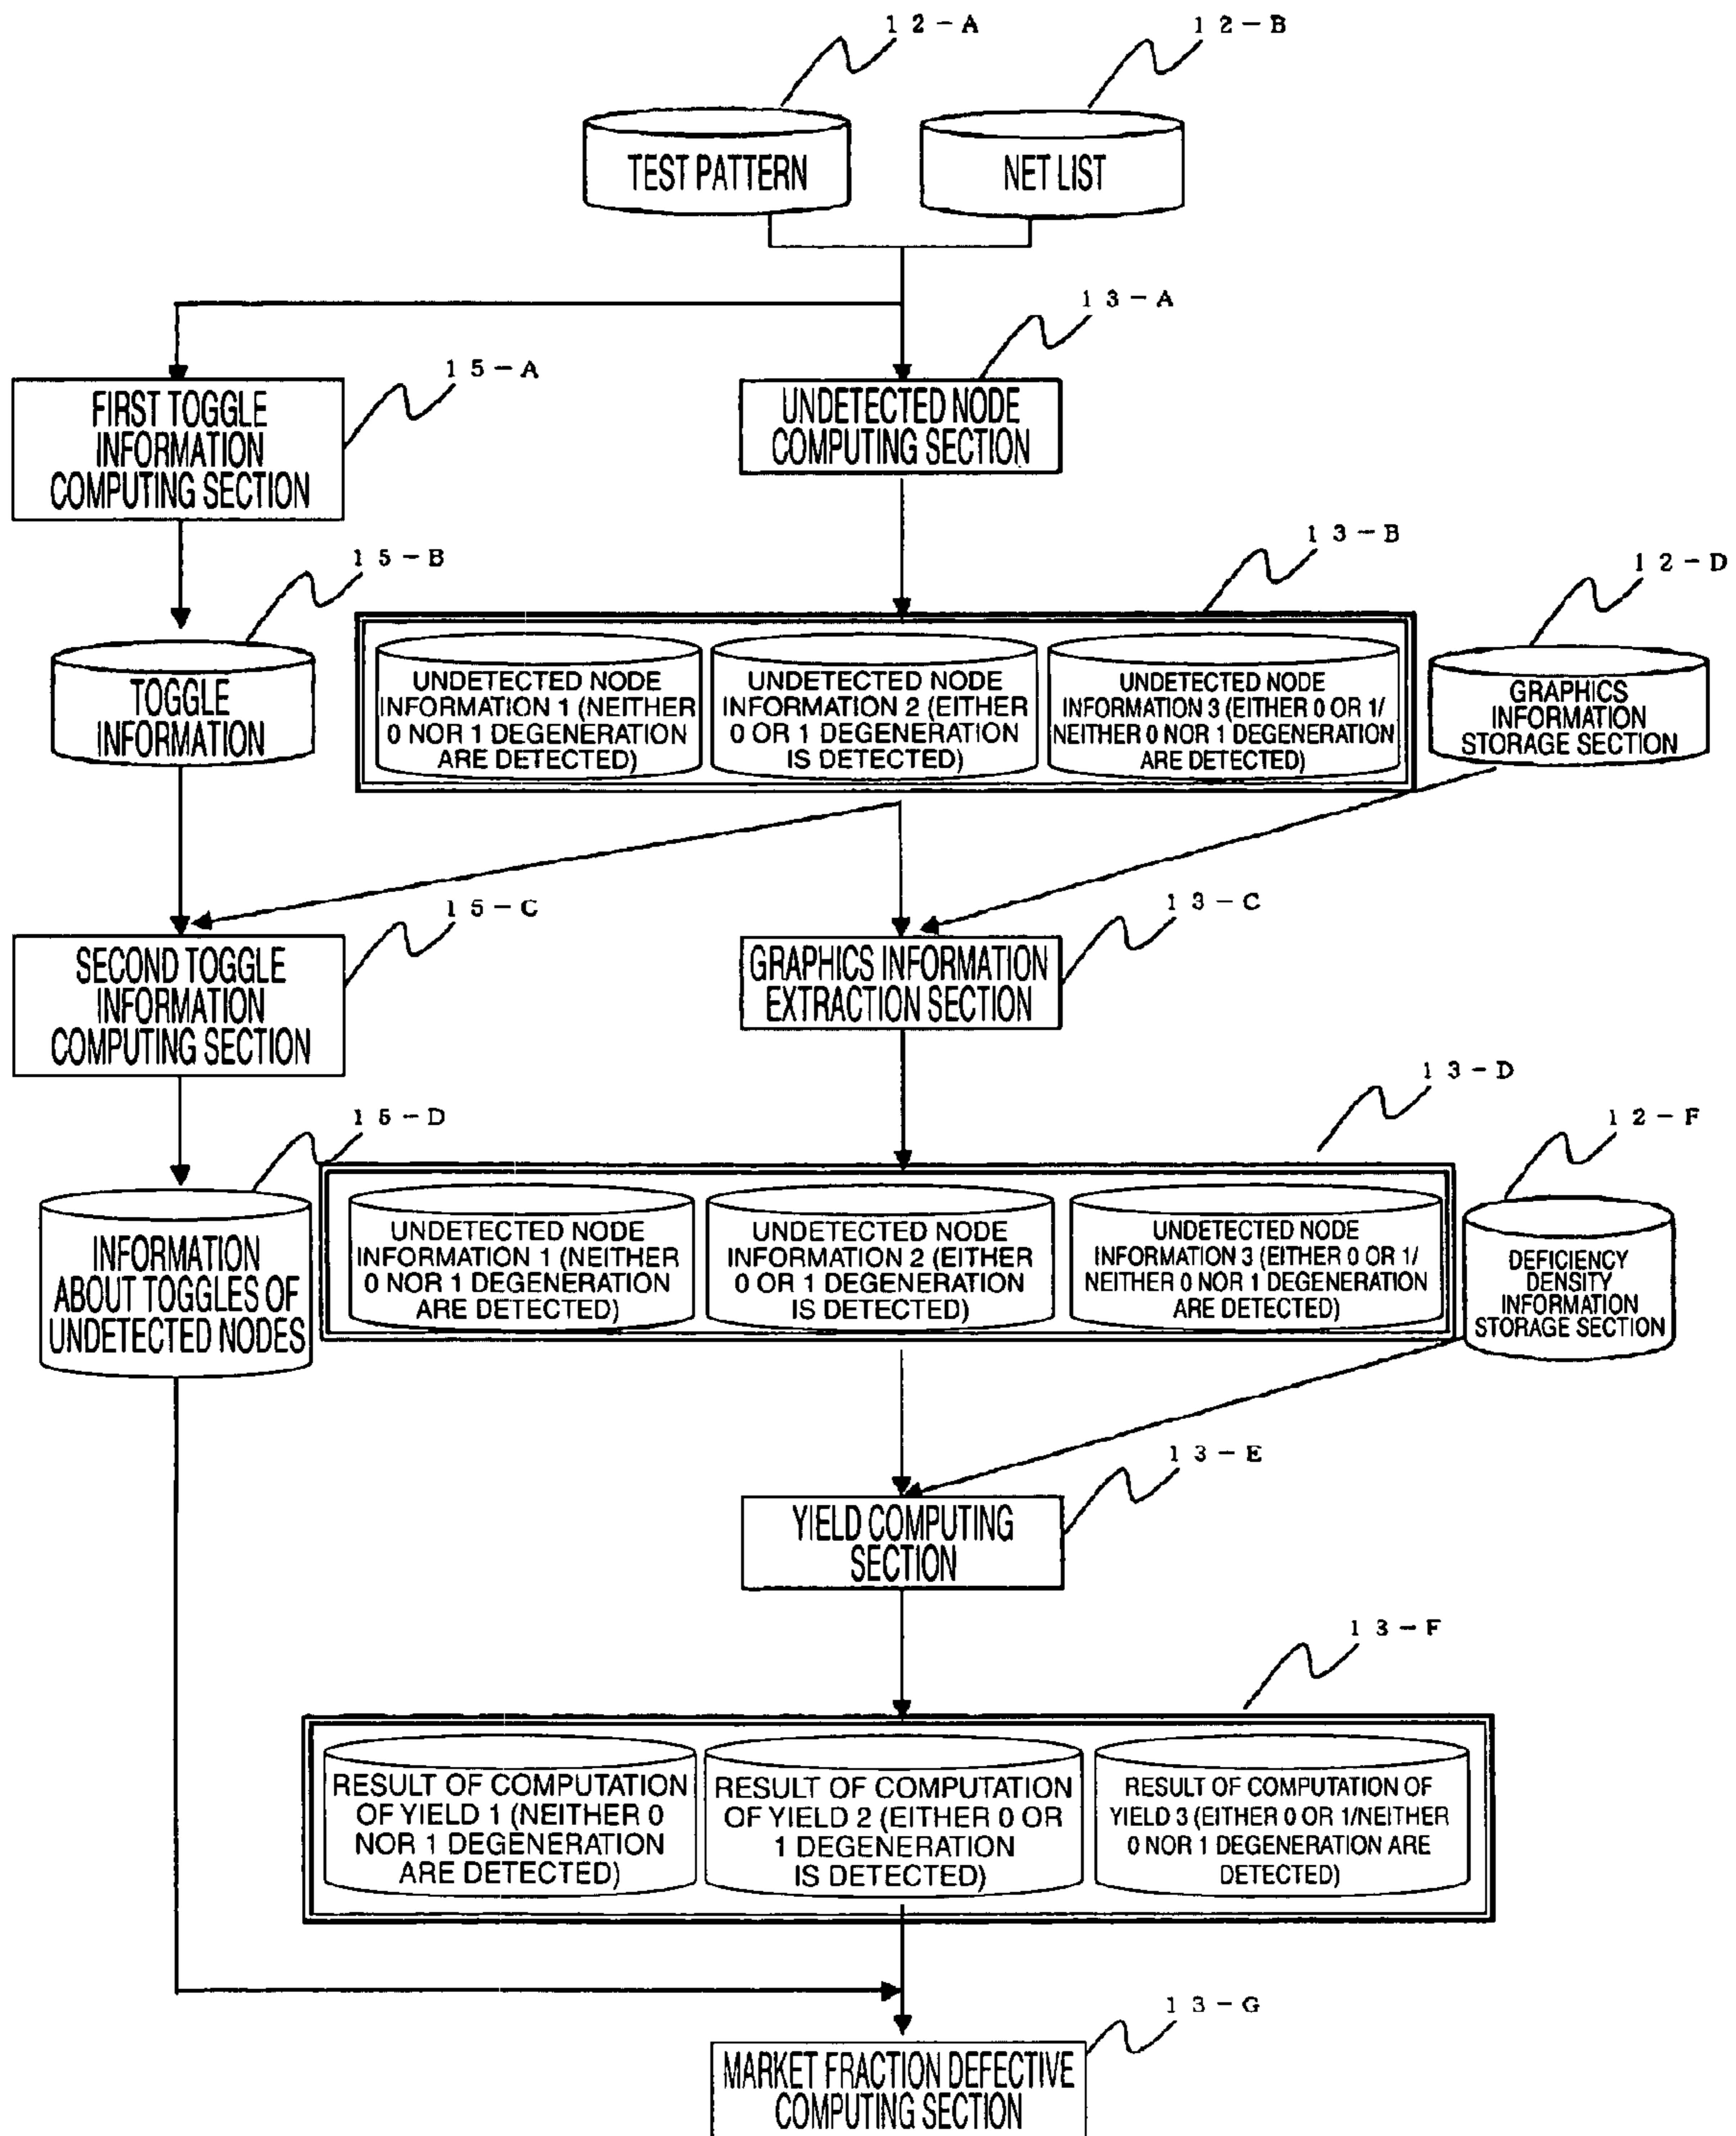 12-A
12-B
TEST PATTERN
NET LIST
13-A
15-A
FIRST TOGGLE
INFORMATION
COMPUTING SECTION
UNDETECTED NODE
COMPUTING SECTION
15-B
13-B
12-D
TOGGLE
INFORMATION
UNDETECTED NODE
INFORMATION 1 (NEITHER
0 NOR 1 DEGENERATION
ARE DETECTED)
UNDETECTED NODE
INFORMATION 2 (EITHER
0 OR 1 DEGENERATION
IS DETECTED)
UNDETECTED NODE
INFORMATION 3 (EITHER 0 OR 1/
NEITHER 0 NOR 1 DEGENERATION
ARE DETECTED)
GRAPHICS
INFORMATION
STORAGE SECTION
15-C
13-C
SECOND TOGGLE
INFORMATION
COMPUTING SECTION
GRAPHICS INFORMATION
EXTRACTION SECTION
15-D
13-D
12-F
INFORMATION
ABOUT TOGGLES OF
UNDETECTED NODES
UNDETECTED NODE
INFORMATION 1 (NEITHER
0 NOR 1 DEGENERATION
ARE DETECTED)
UNDETECTED NODE
INFORMATION 2 (EITHER
0 OR 1 DEGENERATION
IS DETECTED)
UNDETECTED NODE
INFORMATION 3 (EITHER 0 OR 1/
NEITHER 0 NOR 1 DEGENERATION
ARE DETECTED)
DEFICIENCY
DENSITY
INFORMATION
STORAGE SECTION
13-E
YIELD COMPUTING
SECTION
13-F
RESULT OF COMPUTATION
OF YIELD 1 (NEITHER 0
NOR 1 DEGENERATION
ARE DETECTED)
RESULT OF COMPUTATION
OF YIELD 2 (EITHER 0 OR
1 DEGENERATION
IS DETECTED)
RESULT OF COMPUTATION OF
YIELD 3 (EITHER 0 OR 1/NEITHER
0 NOR 1 DEGENERATION ARE
DETECTED)
13-G
MARKET FRACTION DEFECTIVE
COMPUTING SECTION